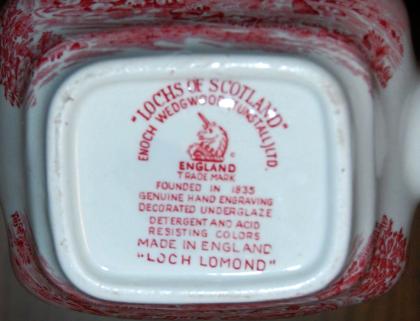 "LOCHS OF SCOTLAND"
ENOCH WEDGWOOD (TUNSTALL) LTD.
ENGLAND
TRADE MARK
FOUNDED IN 1835
GENUINE HAND ENGRAVING
DECORATED UNDERGLAZE
DETERGENT AND ACID
RESISTING COLORS
MADE IN ENGLAND
"LOCH LOMOND"